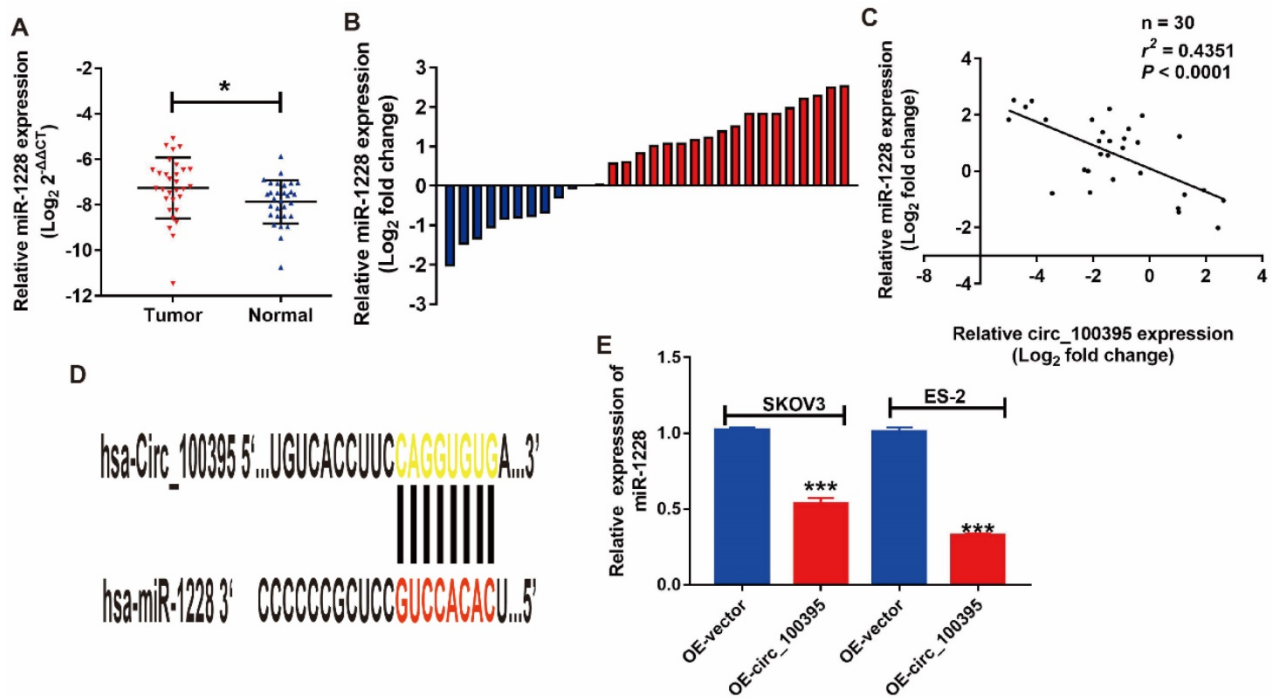 A
Relative miR-1228 expression
(Log2 2-ΔΔCT)
-2
-4
-6
-8
-10
-12
*
Tumor Normal
B
Relative miR-1228 expression
(Log2 fold change)
3
2
1
0
-1
-2
-3
C
n = 30
r2 = 0.4351
P < 0.0001
Relative miR-1228 expression
(Log2 fold change)
4
2
0
-2
-4
-8 -6 -4 -2 0 2 4
Relative circ_100395 expression
(Log2 fold change)
D
hsa-Circ_100395 5‘...UGUCACCUUCCAGGUGUGA...3’
hsa-miR-1228 3‘ CCCCCCGCUCCGUCCACACU...5’
E
Relative expresssion of
miR-1228
1.5
1.0
0.5
0.0
SKOV3
ES-2
***
***
OE-vector
OE-circ_100395
OE-vector
OE-circ_100395